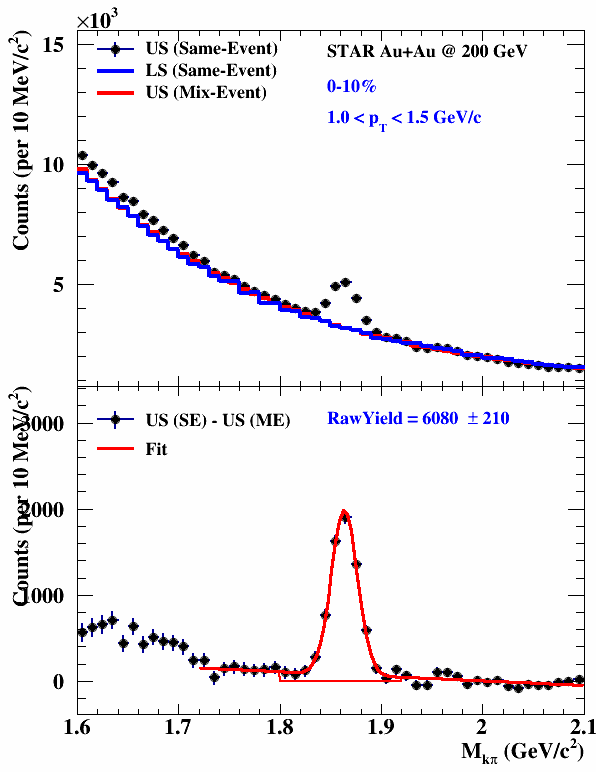 ×10³
US (Same-Event)
LS (Same-Event)
US (Mix-Event)
STAR Au+Au @ 200 GeV
0-10%
1.0 < p_T < 1.5 GeV/c
Counts (per 10 MeV/c²)
15
10
5
US (SE) - US (ME)
Fit
RawYield = 6080 ± 210
Counts (per 10 MeV/c²)
3000
2000
1000
0
1.6 1.7 1.8 1.9 2 2.1
M_kπ (GeV/c²)